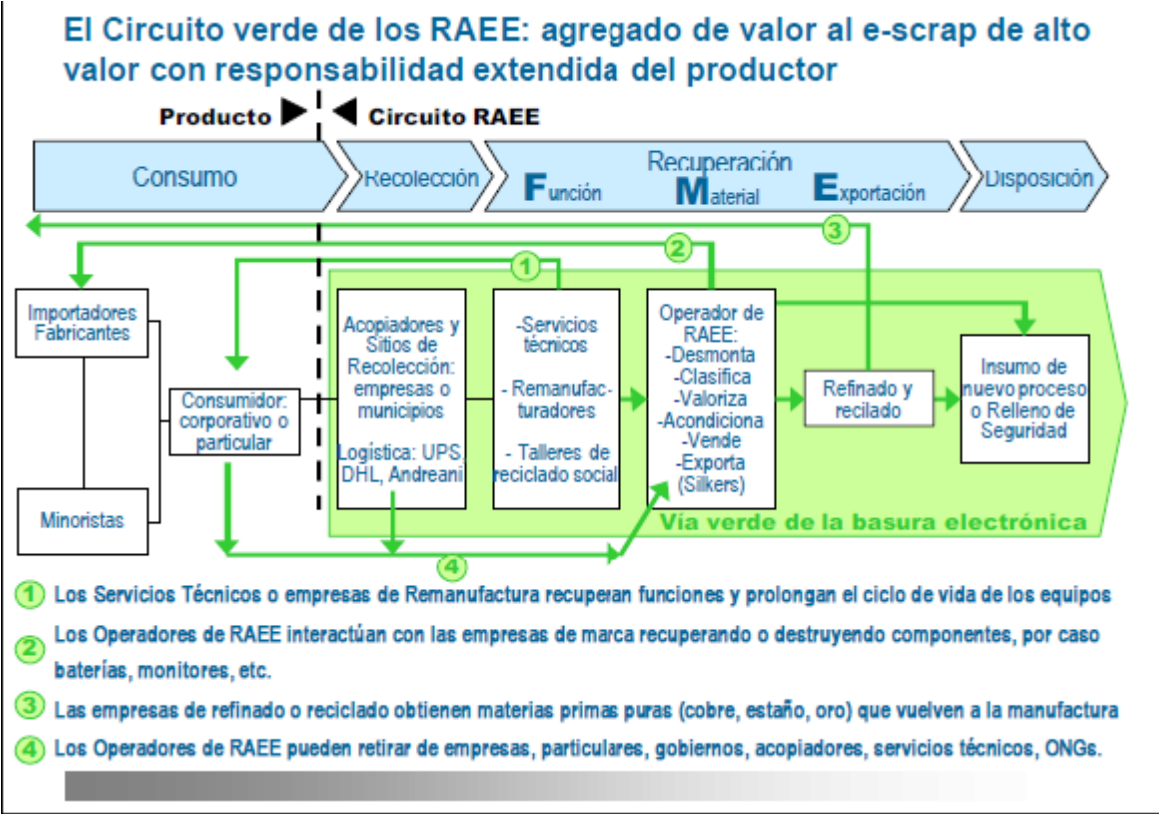 El Circuito verde de los RAEE: agregado de valor al e-scrap de alto
valor con responsabilidad extendida del productor
Producto
Circuito RAEE
Consumo
Recolección
Recuperación
Función
Material
Exportación
Disposición
3
2
1
Importadores
Fabricantes
Minoristas
Consumidor:
corporativo o
particular
Acopiadores y
Sitios de
Recolección:
empresas o
municipios
Logística: UPS,
DHL, Andreani
-Servicios
técnicos
- Remanufac-
turadores
- Talleres de
reciclado social
Operador de
RAEE:
-Desmonta
-Clasifica
-Valoriza
-Acondiciona
-Vende
-Exporta
(Silkers)
Refinado y
recilado
Insumo de
nuevo proceso
o Relleno de
Seguridad
Vía verde de la basura electrónica
4
1 Los Servicios Técnicos o empresas de Remanufactura recuperan funciones y prolongan el ciclo de vida de los equipos
2 Los Operadores de RAEE interactúan con las empresas de marca recuperando o destruyendo componentes, por caso
baterías, monitores, etc.
3 Las empresas de refinado o reciclado obtienen materias primas puras (cobre, estaño, oro) que vuelven a la manufactura
4 Los Operadores de RAEE pueden retirar de empresas, particulares, gobiernos, acopiadores, servicios técnicos, ONGs.